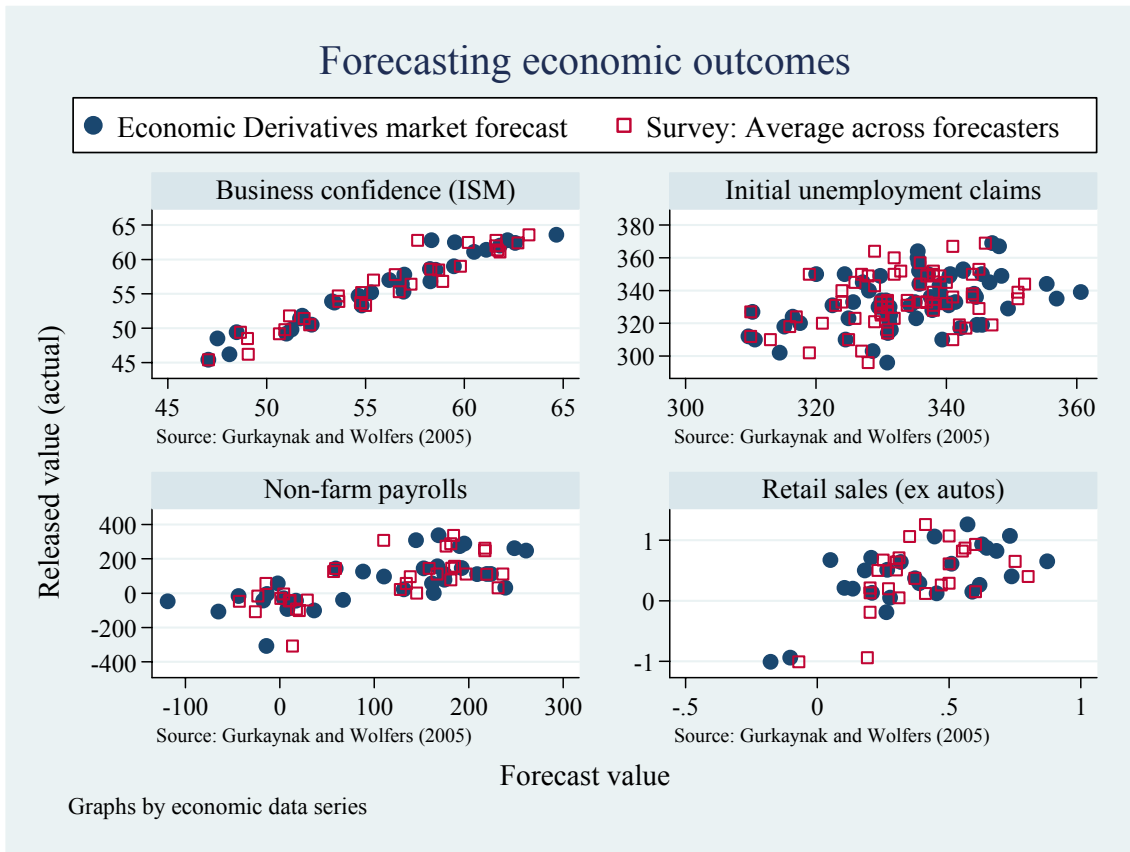 Forecasting economic outcomes
Economic Derivatives market forecast
Survey: Average across forecasters
Released value (actual)
Business confidence (ISM)
65
60
55
50
45
45 50 55 60 65
Source: Gurkaynak and Wolfers (2005)
Initial unemployment claims
380
360
340
320
300
300 320 340 360
Source: Gurkaynak and Wolfers (2005)
Non-farm payrolls
400
200
0
-200
-400
-100 0 100 200 300
Source: Gurkaynak and Wolfers (2005)
Retail sales (ex autos)
1
0
-1
-.5 0 .5 1
Source: Gurkaynak and Wolfers (2005)
Forecast value
Graphs by economic data series